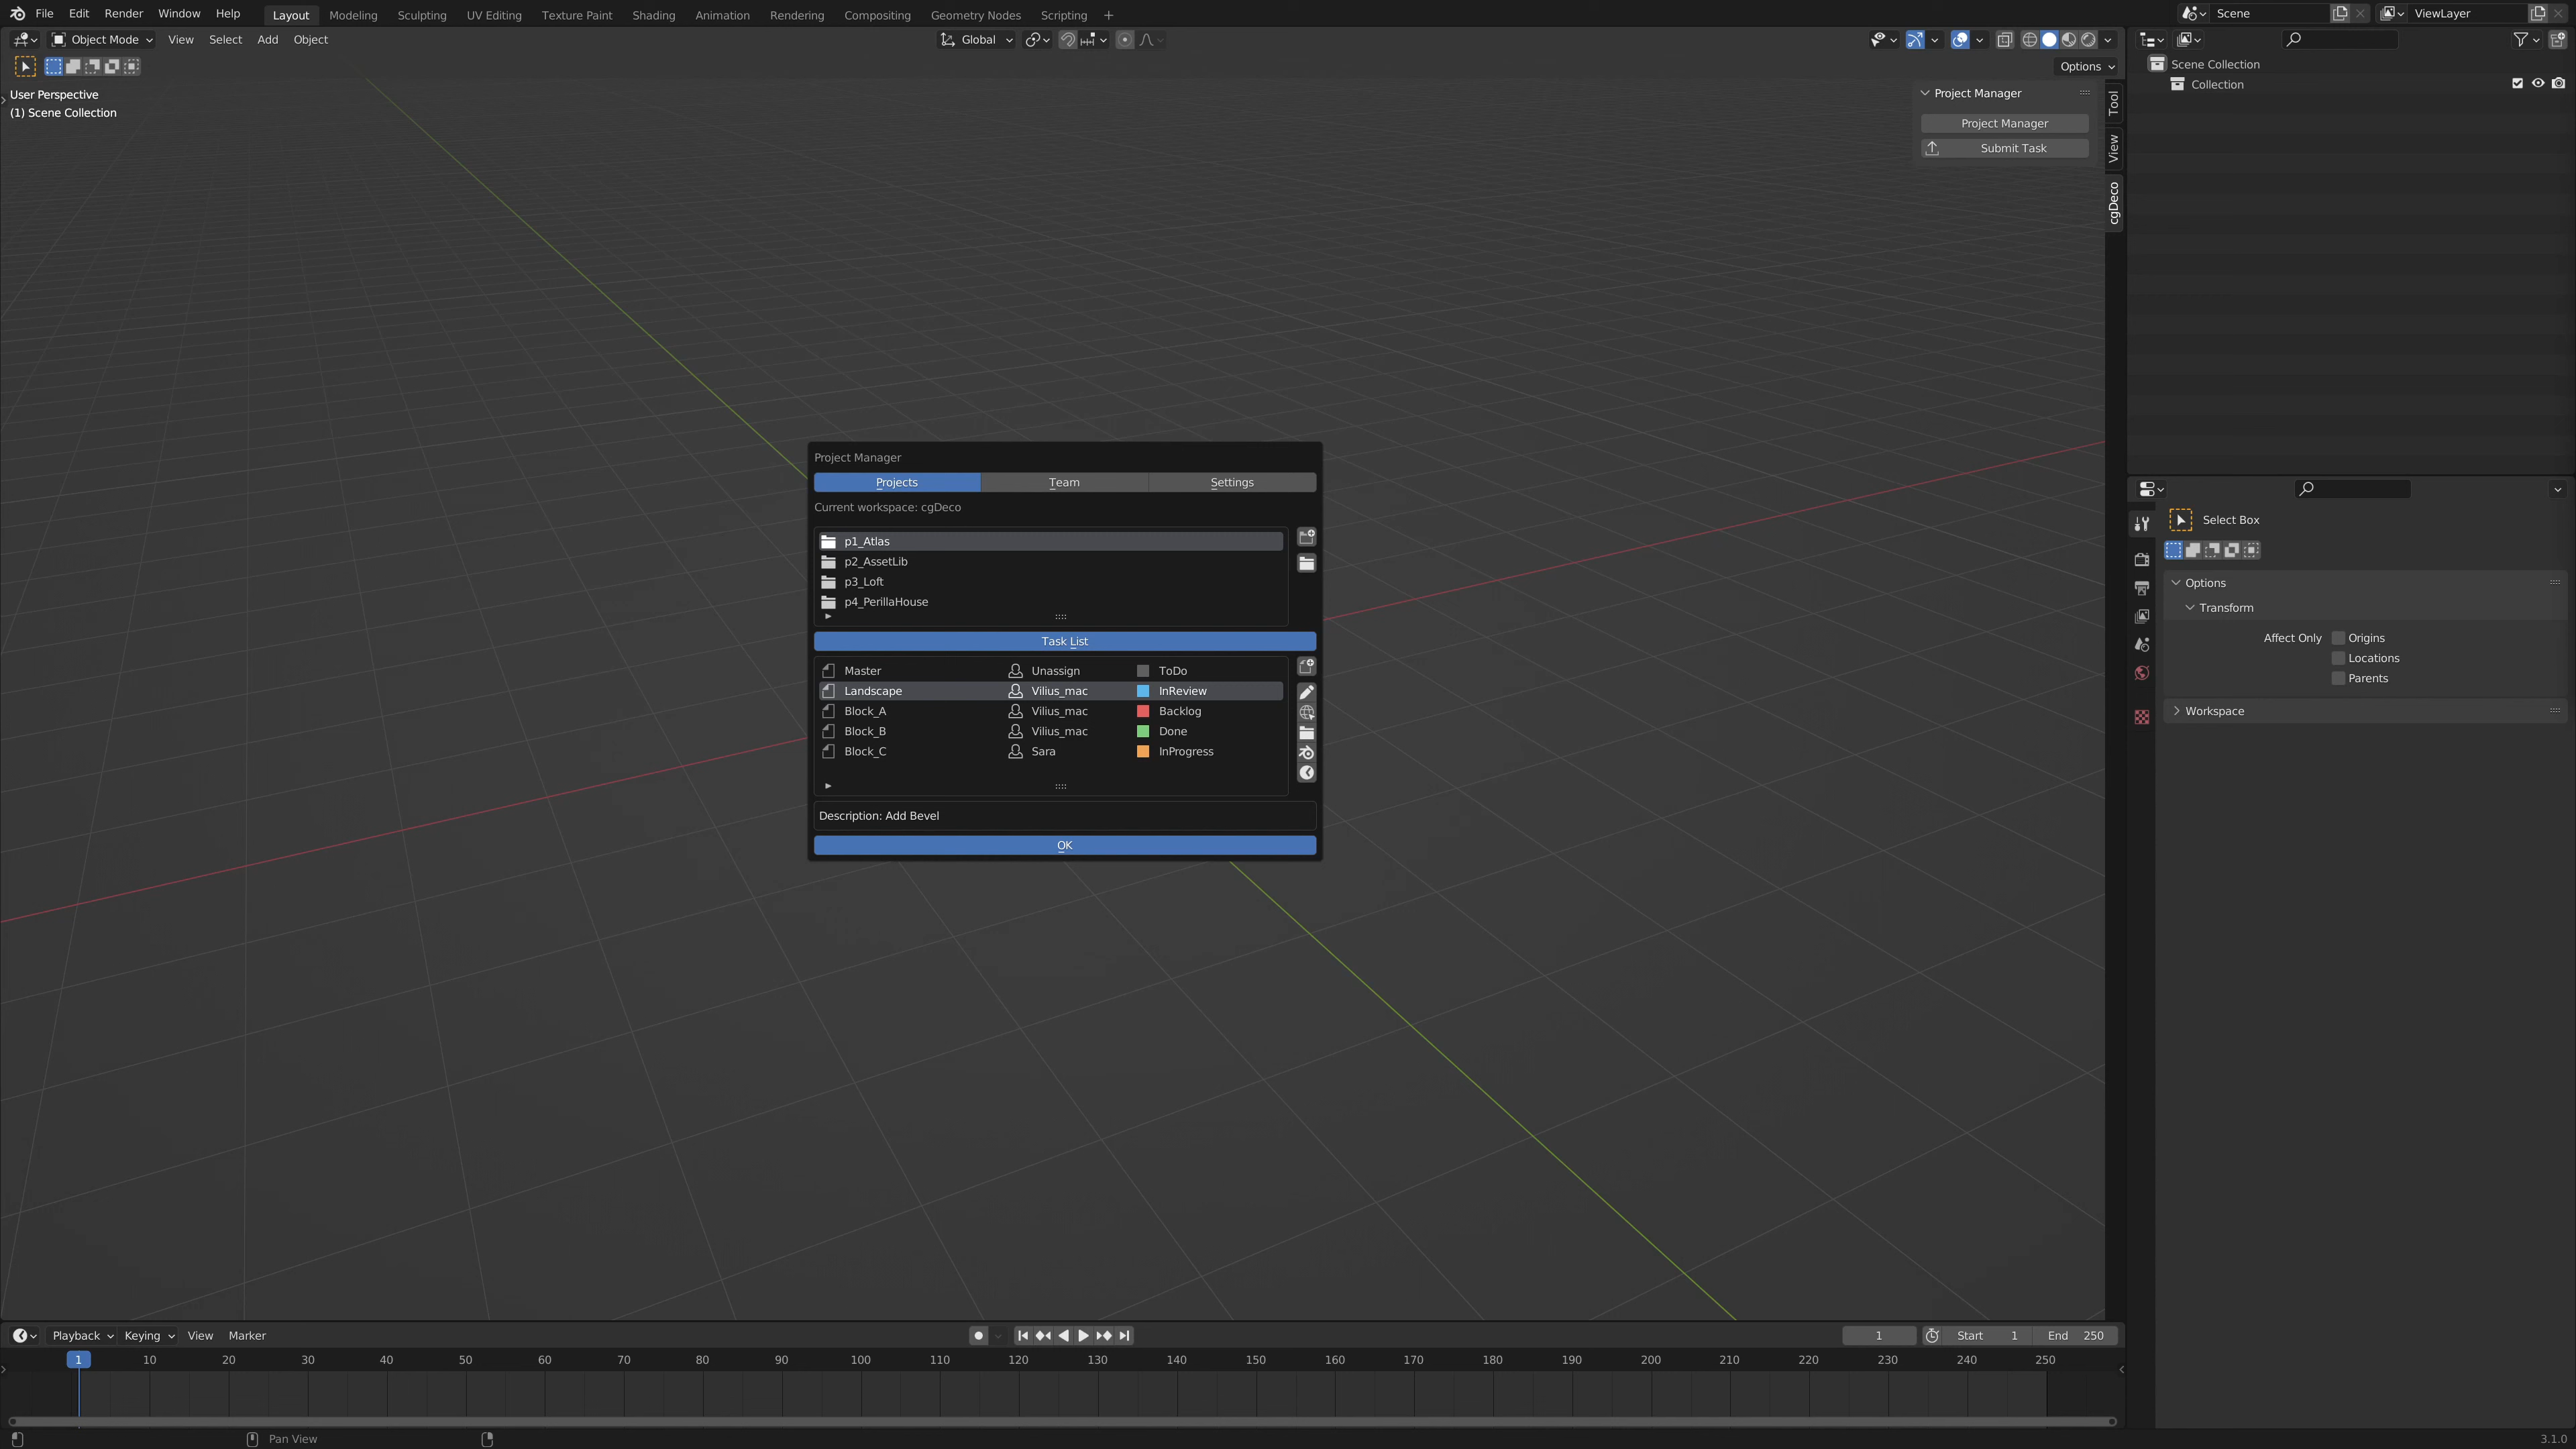 File Edit Render Window Help Layout Modeling Sculpting UV Editing Texture Paint Shading Animation Rendering Compositing Geometry Nodes Scripting + Scene ViewLayer
Object Mode View Select Add Object Global
Options
User Perspective
(1) Scene Collection
Project Manager
Project Manager
Submit Task
Tool
View
cgDeco
Scene Collection
Collection
Project Manager
Projects Team Settings
Current workspace: cgDeco
p1_Atlas
p2_AssetLib
p3_Loft
p4_PerillaHouse
Task List
Master Unassign ToDo
Landscape Vilius_mac InReview
Block_A Vilius_mac Backlog
Block_B Vilius_mac Done
Block_C Sara InProgress
Description: Add Bevel
OK
Select Box
Options
Transform
Affect Only Origins
Locations
Parents
Workspace
Playback Keying View Marker 1 Start 1 End 250
1 10 20 30 40 50 60 70 80 90 100 110 120 130 140 150 160 170 180 190 200 210 220 230 240 250
Pan View 3.1.0